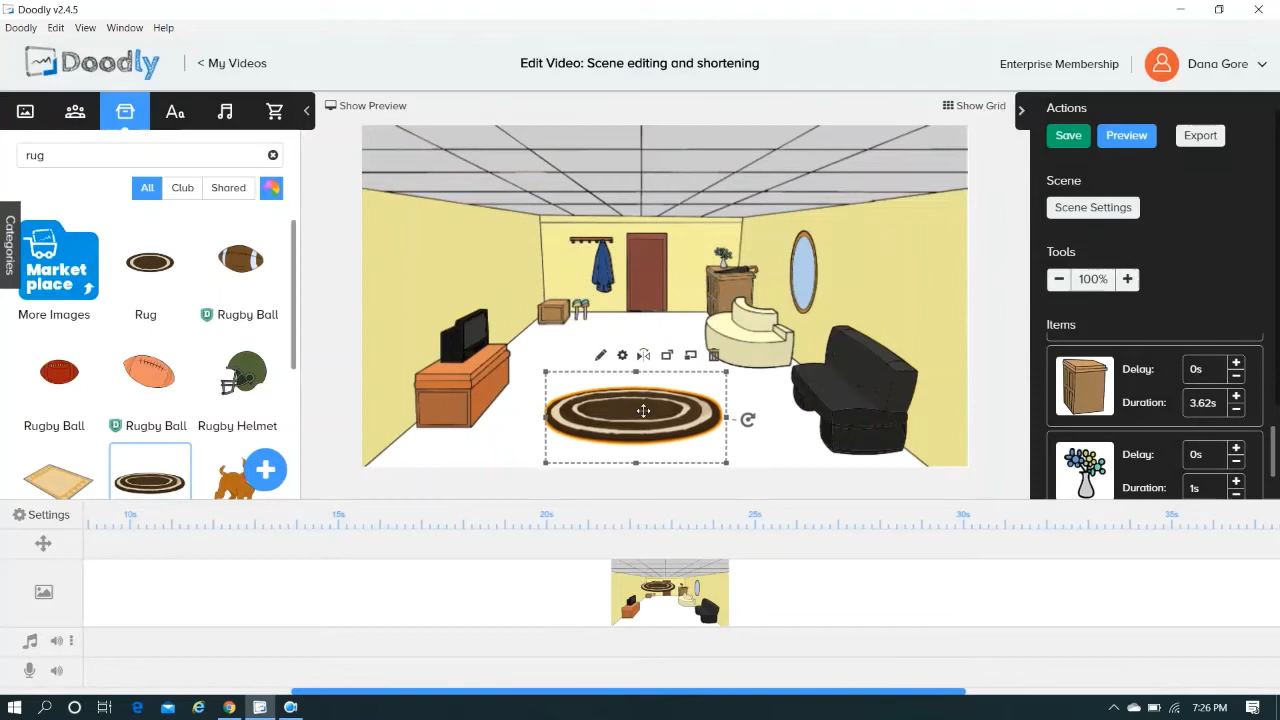 Doodly v2.4.5
Doodly Edit View Window Help
Doodly
< My Videos
Edit Video: Scene editing and shortening
Enterprise Membership
Dana Gore
Aa
Show Preview
Show Grid
rug
All Club Shared
Categories
Market
place
More Images
Rug
Rugby Ball
Rugby Ball
Rugby Ball
Rugby Helmet
Actions
Save Preview Export
Scene
Scene Settings
Tools
100%
Items
Delay: 0s
Duration: 3.62s
Delay: 0s
Duration: 1s
Settings
10s 15s 20s 25s 30s 35s
7:26 PM